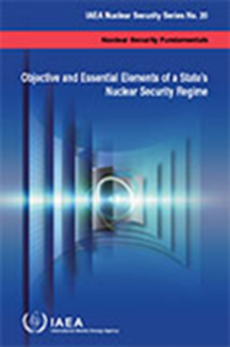 IAEA Nuclear Security Series No. 20
Nuclear Security Fundamentals
Objective and Essential Elements of a State's
Nuclear Security Regime
IAEA
International Atomic Energy Agency